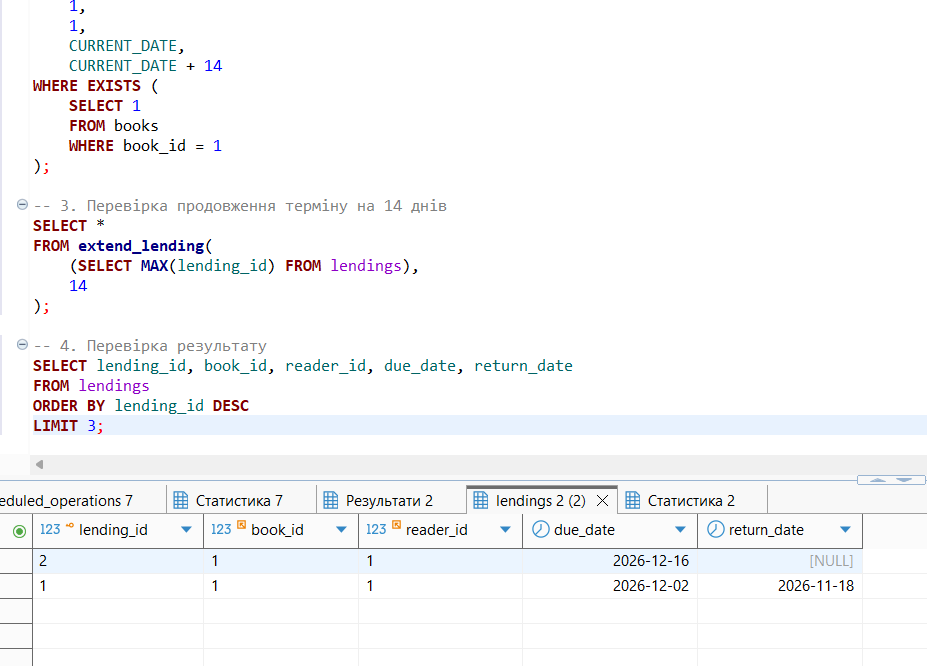 1,
1,
CURRENT_DATE,
CURRENT_DATE + 14
WHERE EXISTS (
SELECT 1
FROM books
WHERE book_id = 1
);
-- 3. Перевірка продовження терміну на 14 днів
SELECT *
FROM extend_lending(
(SELECT MAX(lending_id) FROM lendings),
14
);
-- 4. Перевірка результату
SELECT lending_id, book_id, reader_id, due_date, return_date
FROM lendings
ORDER BY lending_id DESC
LIMIT 3;
eduled_operations 7 Статистика 7 Результати 2 lendings 2 (2) Статистика 2
123 lending_id 123 book_id 123 reader_id due_date return_date
2 1 1 2026-12-16 [NULL]
1 1 1 2026-12-02 2026-11-18